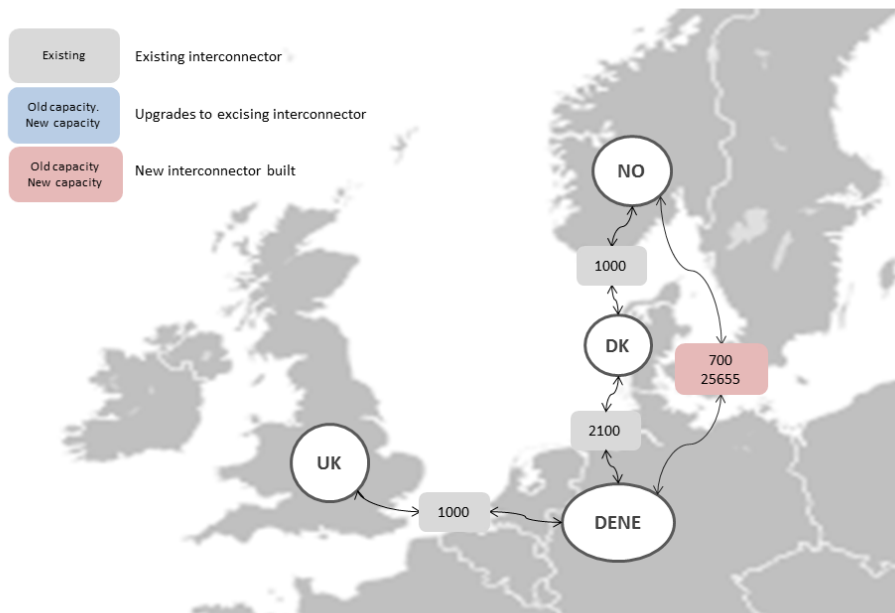 Existing
Existing interconnector
Old capacity.
New capacity
Upgrades to excising interconnector
Old capacity
New capacity
New interconnector built
NO
1000
DK
700
25655
2100
UK
1000
DENE